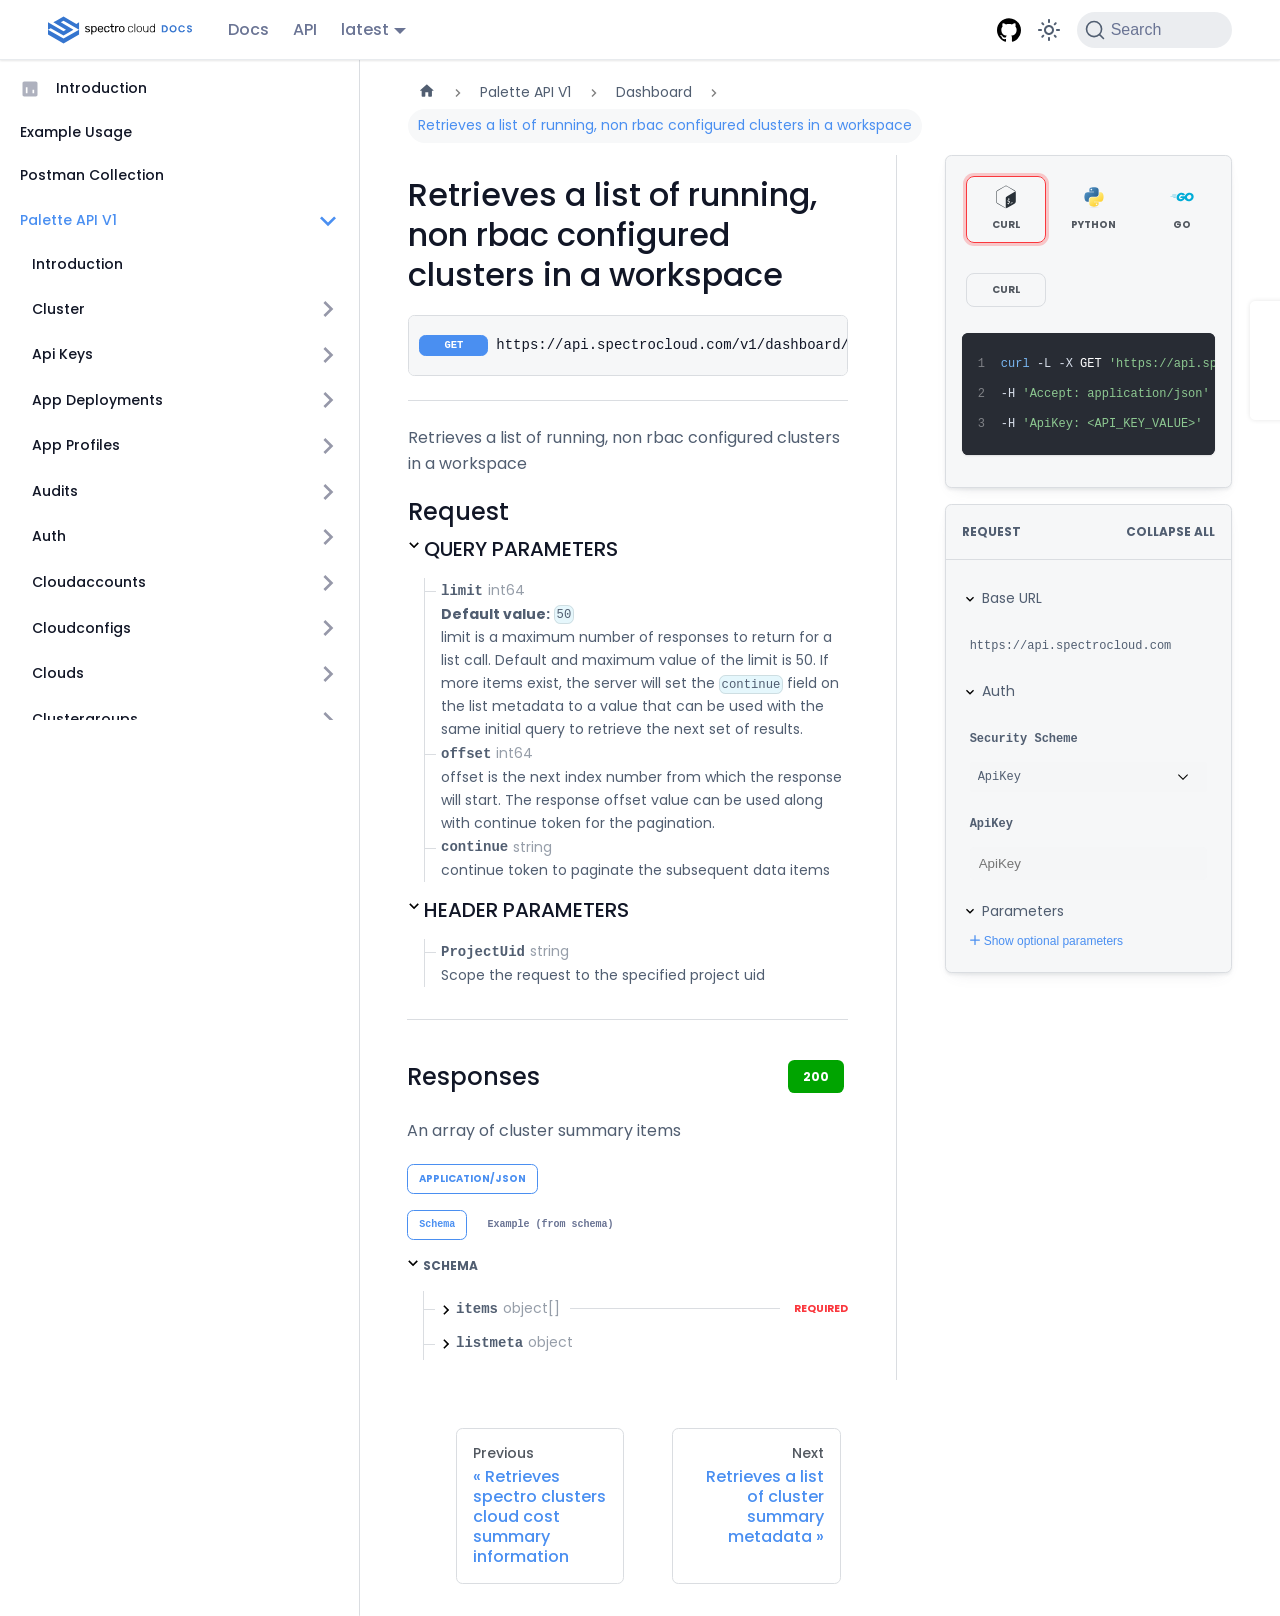 spectro cloud DOCS
Docs
API
latest
Search
Introduction
Example Usage
Postman Collection
Palette API V1
Introduction
Cluster
Api Keys
App Deployments
App Profiles
Audits
Auth
Cloudaccounts
Cloudconfigs
Clouds
Clustergroups
Palette API V1
Dashboard
Retrieves a list of running, non rbac configured clusters in a workspace
Retrieves a list of running,
non rbac configured
clusters in a workspace
GET https://api.spectrocloud.com/v1/dashboard/
Retrieves a list of running, non rbac configured clusters
in a workspace
Request
QUERY PARAMETERS
limit int64
Default value: 50
limit is a maximum number of responses to return for a
list call. Default and maximum value of the limit is 50. If
more items exist, the server will set the continue field on
the list metadata to a value that can be used with the
same initial query to retrieve the next set of results.
offset int64
offset is the next index number from which the response
will start. The response offset value can be used along
with continue token for the pagination.
continue string
continue token to paginate the subsequent data items
HEADER PARAMETERS
ProjectUid string
Scope the request to the specified project uid
Responses
200
An array of cluster summary items
APPLICATION/JSON
Schema
Example (from schema)
SCHEMA
items object[] REQUIRED
listmeta object
Previous
« Retrieves
spectro clusters
cloud cost
summary
information
Next
Retrieves a list
of cluster
summary
metadata »
CURL
PYTHON
GO
CURL
1 curl -L -X GET 'https://api.sp
2 -H 'Accept: application/json'
3 -H 'ApiKey: <API_KEY_VALUE>'
REQUEST
COLLAPSE ALL
Base URL
https://api.spectrocloud.com
Auth
Security Scheme
ApiKey
ApiKey
ApiKey
Parameters
Show optional parameters